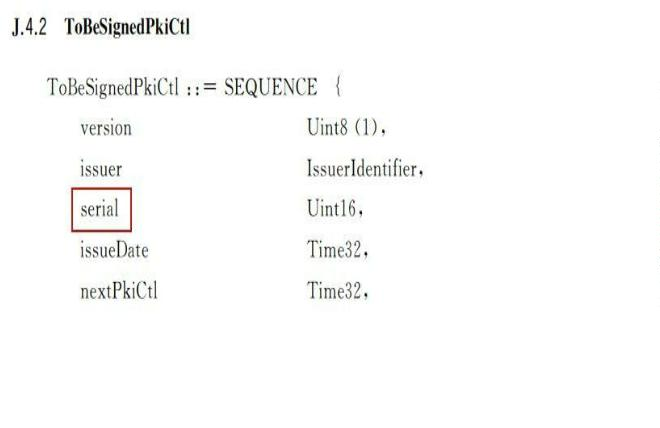 J.4.2 ToBeSignedPkiCtl
ToBeSignedPkiCtl ::= SEQUENCE {
version Uint8 (1),
issuer IssuerIdentifier,
serial Uint16,
issueDate Time32,
nextPkiCtl Time32,